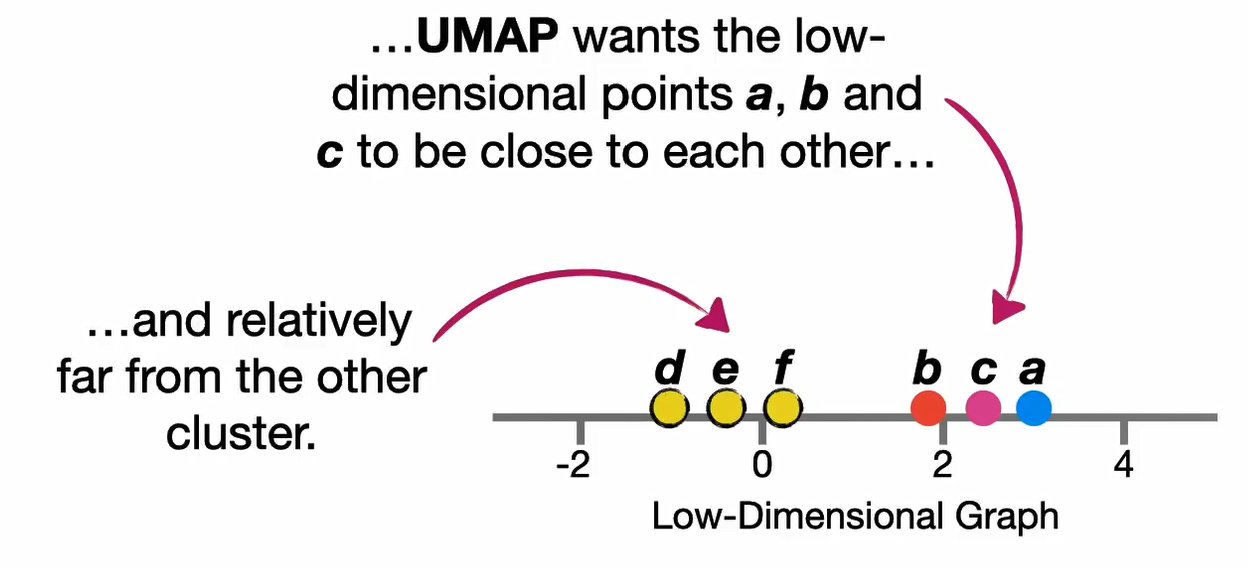 …UMAP wants the low-
dimensional points a, b and
c to be close to each other…
…and relatively
far from the other
cluster.
d e f b c a
-2 0 2 4
Low-Dimensional Graph